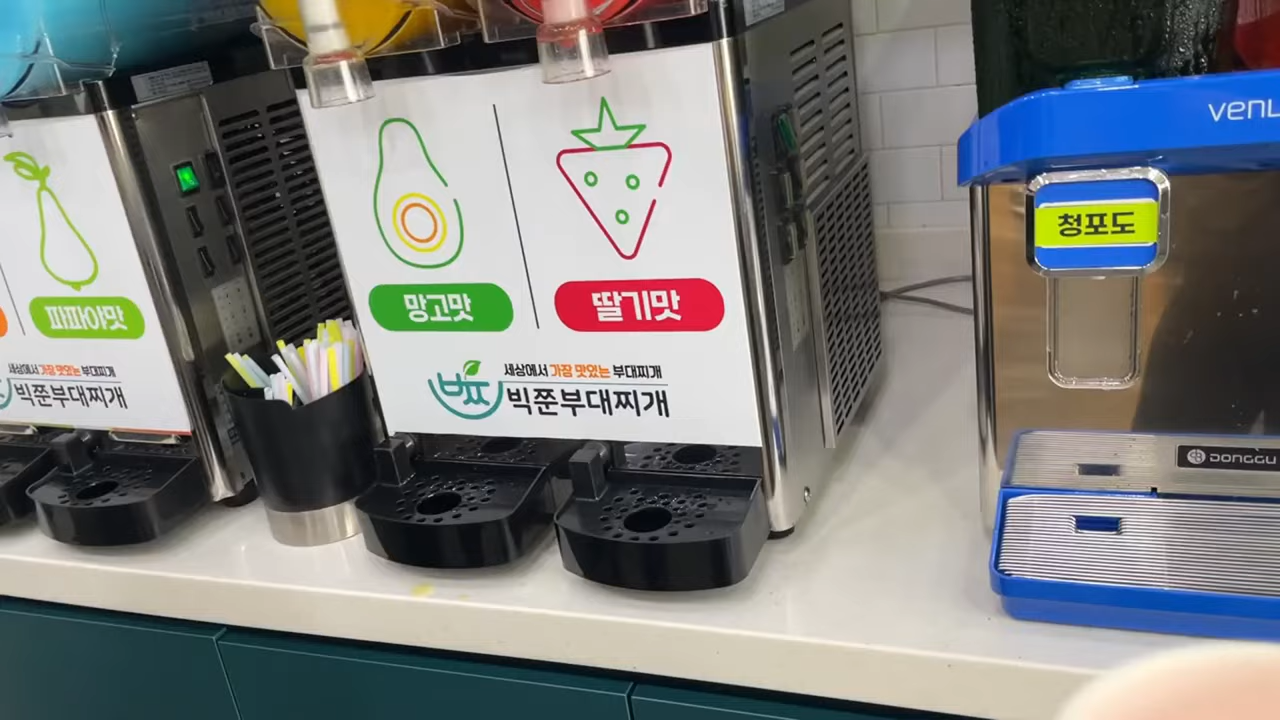 파파야맛
세상에서 가장 맛있는 부대찌개
빅쭌부대찌개
망고맛
딸기맛
세상에서 가장 맛있는 부대찌개
빅쭌부대찌개
청포도
DONGGU